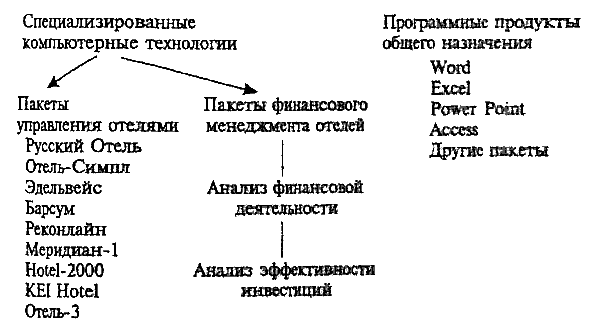 Специализированные
компьютерные технологии
Пакеты
управления отелями
Русский Отель
Отель-Симпл
Эдельвейс
Барсум
Реконлайн
Меридиан-1
Hotel-2000
KEI Hotel
Отель-3
Пакеты финансового
менеджмента отелей
Анализ финансовой
деятельности
Анализ эффективности
инвестиций
Программные продукты
общего назначения
Word
Excel
Power Point
Access
Другие пакеты